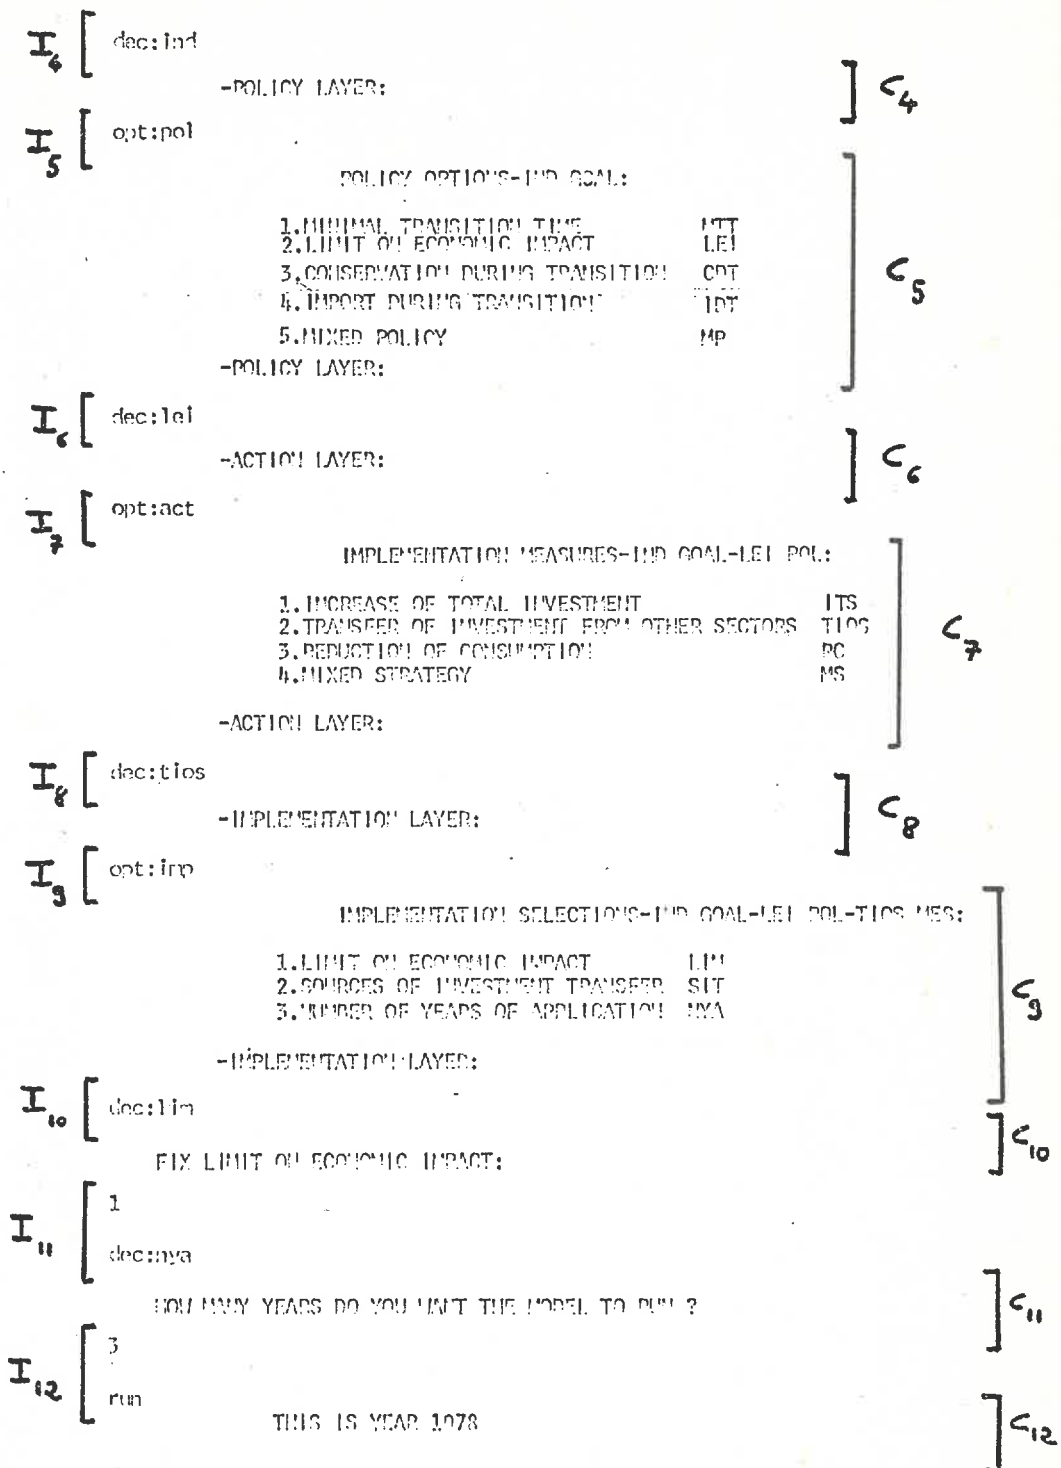 I4 [ dec:ind
-POLICY LAYER: ] C4
I5 [ opt:pol
POLICY OPTIONS-IND GOAL:
1.MINIMAL TRANSITION TIME MTT
2.LIMIT ON ECONOMIC IMPACT LEI
3.CONSERVATION DURING TRANSITION CDT
4.IMPORT DURING TRANSITION IDT
5.MIXED POLICY MP
-POLICY LAYER: ] C5
I6 [ dec:lei
-ACTION LAYER: ] C6
I7 [ opt:act
IMPLEMENTATION MEASURES-IND GOAL-LEI POL:
1.INCREASE OF TOTAL INVESTMENT ITS
2.TRANSFER OF INVESTMENT FROM OTHER SECTORS TIOS
3.REDUCTION OF CONSUMPTION RC
4.MIXED STRATEGY MS
-ACTION LAYER: ] C7
I8 [ dec:tios
-IMPLEMENTATION LAYER: ] C8
I9 [ opt:imp
IMPLEMENTATION SELECTIONS-IND GOAL-LEI POL-TIOS MES:
1.LIMIT ON ECONOMIC IMPACT LIM
2.SOURCES OF INVESTMENT TRANSFER SIT
3.NUMBER OF YEARS OF APPLICATION NYA
-IMPLEMENTATION LAYER: ] C9
I10 [ dec:lim
FIX LIMIT ON ECONOMIC IMPACT: ] C10
I11 [ 1
dec:nya
HOW MANY YEARS DO YOU WANT THE MODEL TO RUN ? ] C11
I12 [ 3
run
THIS IS YEAR 1978 ] C12